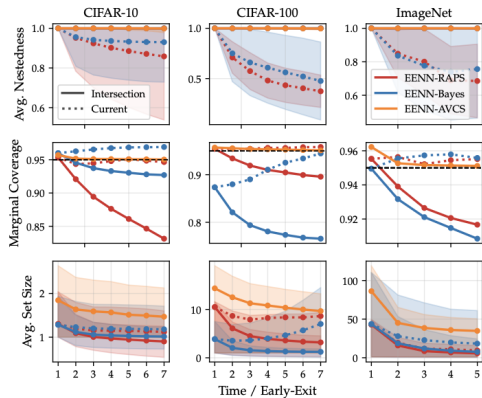 CIFAR-10 CIFAR-100 ImageNet
Avg. Nestedness
1.0
0.8
0.6
Intersection
Current
1.0
0.5
1.0
0.8
0.6
EENN-RAPS
EENN-Bayes
EENN-AVCS
Marginal Coverage
0.95
0.90
0.85
0.9
0.8
0.96
0.94
0.92
Avg. Set Size
2
1
10
0
100
50
0
1 2 3 4 5 6 7 1 2 3 4 5 6 7 1 2 3 4 5
Time / Early-Exit